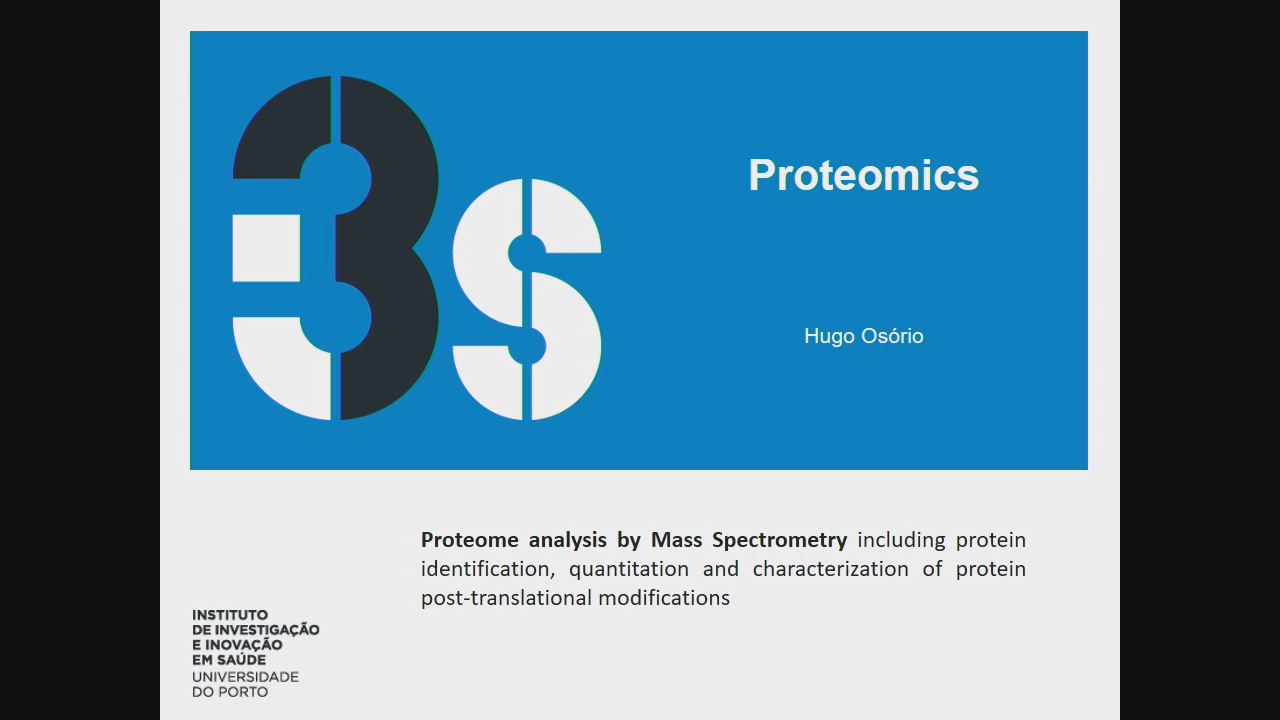 i3s
Proteomics
Hugo Osório
Proteome analysis by Mass Spectrometry including protein
identification, quantitation and characterization of protein
post-translational modifications
INSTITUTO
DE INVESTIGAÇÃO
E INOVAÇÃO
EM SAÚDE
UNIVERSIDADE
DO PORTO